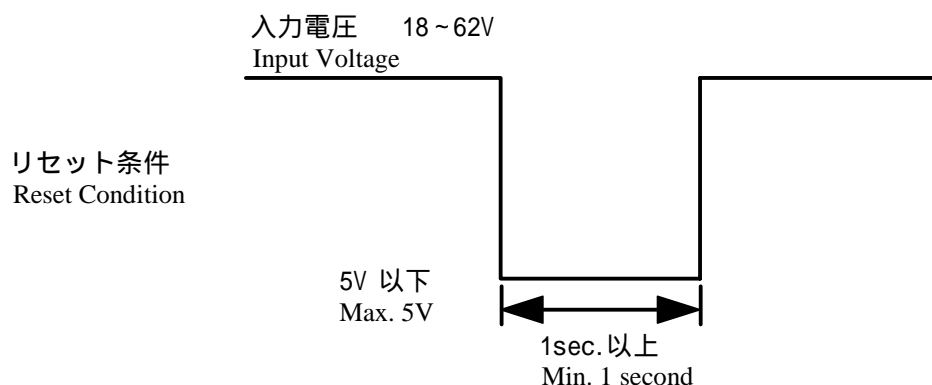 入力電圧 18~62V
Input Voltage
リセット条件
Reset Condition
5V 以下
Max. 5V
1sec.以上
Min. 1 second